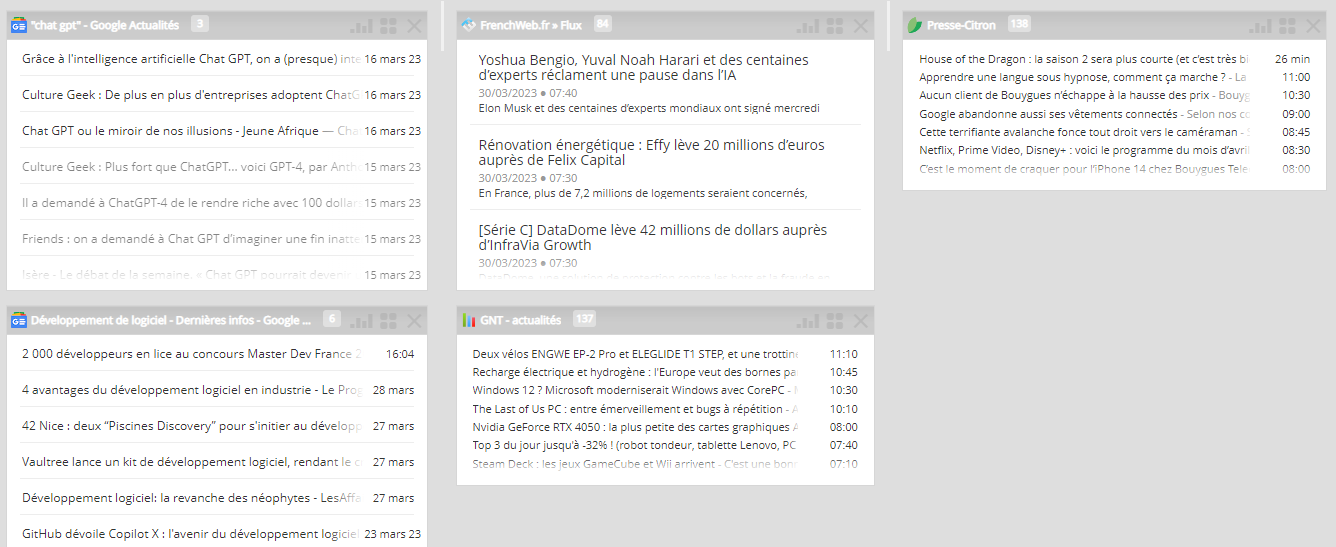 "chat gpt" - Google Actualités 3
Grâce à l'intelligence artificielle Chat GPT, on a (presque) 16 mars 23
Culture Geek : De plus en plus d'entreprises adoptent ChatG 16 mars 23
Chat GPT ou le miroir de nos illusions - Jeune Afrique — Cha 16 mars 23
Culture Geek : Plus fort que ChatGPT... voici GPT-4, par Antho 15 mars 23
Il a demandé à ChatGPT-4 de le rendre riche avec 100 dollars 15 mars 23
Friends : on a demandé à Chat GPT d'imaginer une fin inatte 15 mars 23
Isère - Le débat de la semaine. « Chat GPT pourrait devenir 15 mars 23
Développement de logiciel - Dernières infos - Google ... 6
2 000 développeurs en lice au concours Master Dev France 2 16:04
4 avantages du développement logiciel en industrie - Le Prog 28 mars
42 Nice : deux “Piscines Discovery” pour s'initier au développ 27 mars
Vaultree lance un kit de développement logiciel, rendant le c 27 mars
Développement logiciel: la revanche des néophytes - LesAffa 27 mars
GitHub dévoile Copilot X : l'avenir du développement logiciel 23 mars 23
FrenchWeb.fr » Flux 84
Yoshua Bengio, Yuval Noah Harari et des centaines
d’experts réclament une pause dans l’IA
30/03/2023 • 07:40
Elon Musk et des centaines d’experts mondiaux ont signé mercredi
Rénovation énergétique : Effy lève 20 millions d’euros
auprès de Felix Capital
30/03/2023 • 07:30
En France, plus de 7,2 millions de logements seraient concernés,
[Série C] DataDome lève 42 millions de dollars auprès
d’InfraVia Growth
30/03/2023 • 07:30
DataDome, une solution de protection contre les bots et la fraude en
GNT - actualités 137
Deux vélos ENGWE EP-2 Pro et ELEGLIDE T1 STEP, et une trottine 11:10
Recharge électrique et hydrogène : l'Europe veut des bornes pa 10:45
Windows 12 ? Microsoft moderniserait Windows avec CorePC - 10:30
The Last of Us PC : entre émerveillement et bugs à répétition - A 10:10
Nvidia GeForce RTX 4050 : la plus petite des cartes graphiques A 08:00
Top 3 du jour jusqu'à -32% ! (robot tondeur, tablette Lenovo, PC 07:40
Steam Deck : les jeux GameCube et Wii arrivent - C'est une bonn 07:10
Presse-Citron 138
House of the Dragon : la saison 2 sera plus courte (et c’est très bi 26 min
Apprendre une langue sous hypnose, comment ça marche ? - La 11:00
Aucun client de Bouygues n’échappe à la hausse des prix - Bouyg 10:30
Google abandonne aussi ses vêtements connectés - Selon nos co 09:00
Cette terrifiante avalanche fonce tout droit vers le caméraman - 08:45
Netflix, Prime Video, Disney+ : voici le programme du mois d’avril 08:30
C’est le moment de craquer pour l’iPhone 14 chez Bouygues Tele 08:00